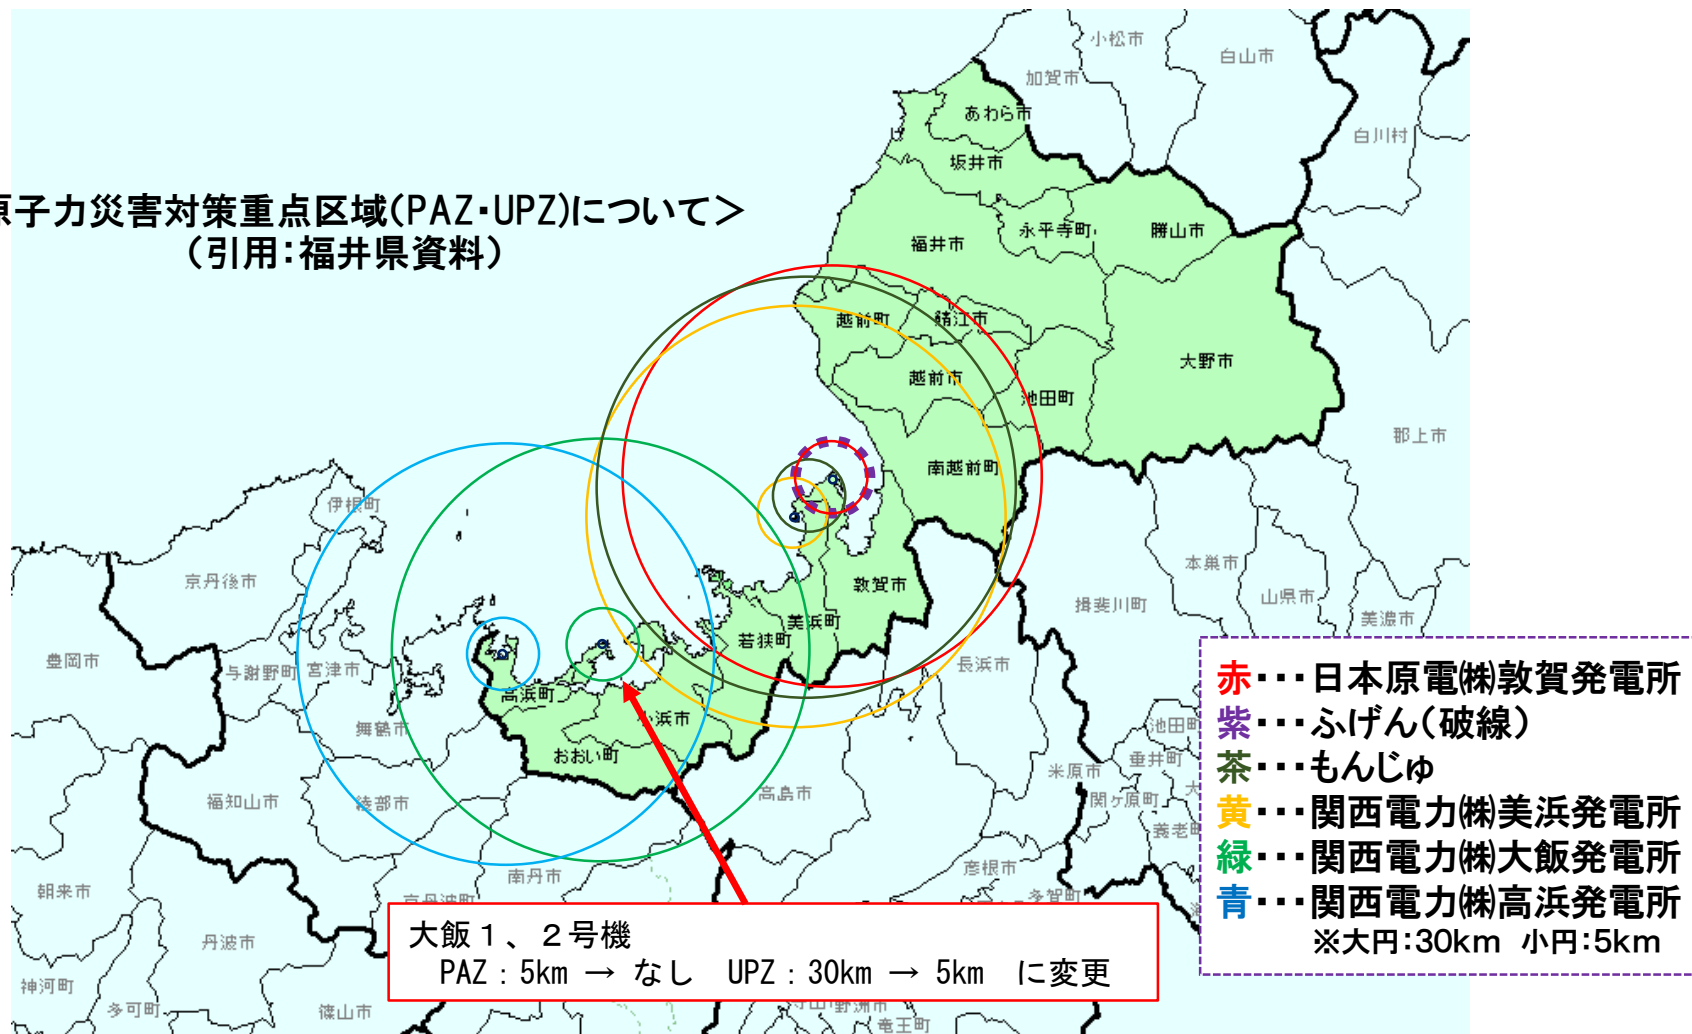 小松市
白山市
加賀市
あわら市
白川村
坂井市
原子力災害対策重点区域(PAZ・UPZ)について＞
（引用：福井県資料）
永平寺町
勝山市
福井市
越前町
鯖江市
大野市
越前市
池田町
郡上市
南越前町
伊根町
本巣市
京丹後市
敦賀市
山県市
揖斐川町
美浜町
美濃市
若狭町
豊岡市
与謝野町
宮津市
長浜市
高浜町
小浜市
舞鶴市
池田町
おおい町
垂井町
米原市
高島市
福知山市
綾部市
関ヶ原町
養老町
彦根市
南丹市
朝来市
京丹波町
多賀町
丹波市
神河町
多可町
篠山市
野洲市
竜王町
赤・・・日本原電㈱敦賀発電所
紫・・・ふげん（破線）
茶・・・もんじゅ
黄・・・関西電力㈱美浜発電所
緑・・・関西電力㈱大飯発電所
青・・・関西電力㈱高浜発電所
※大円：30km 小円：5km
大飯１、２号機
PAZ：5km → なし　UPZ：30km → 5km　に変更